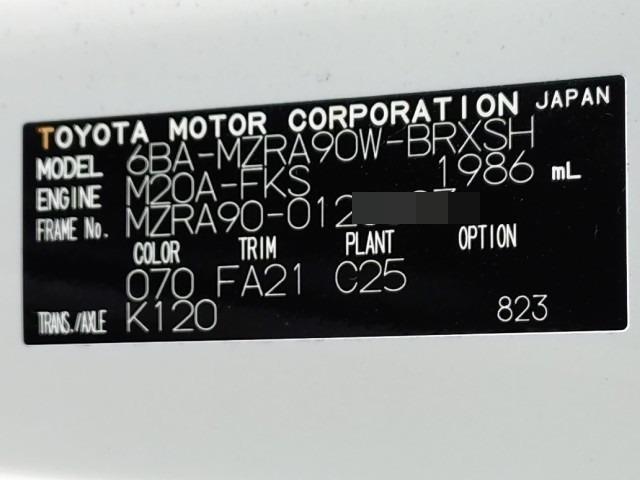 TOYOTA MOTOR CORPORATION JAPAN
MODEL 6BA-MZRA90W-BRXSH
ENGINE M20A-FKS 1986 mL
FRAME No. MZRA90-012
COLOR TRIM PLANT OPTION
070 FA21 C25
TRANS./AXLE K120 823